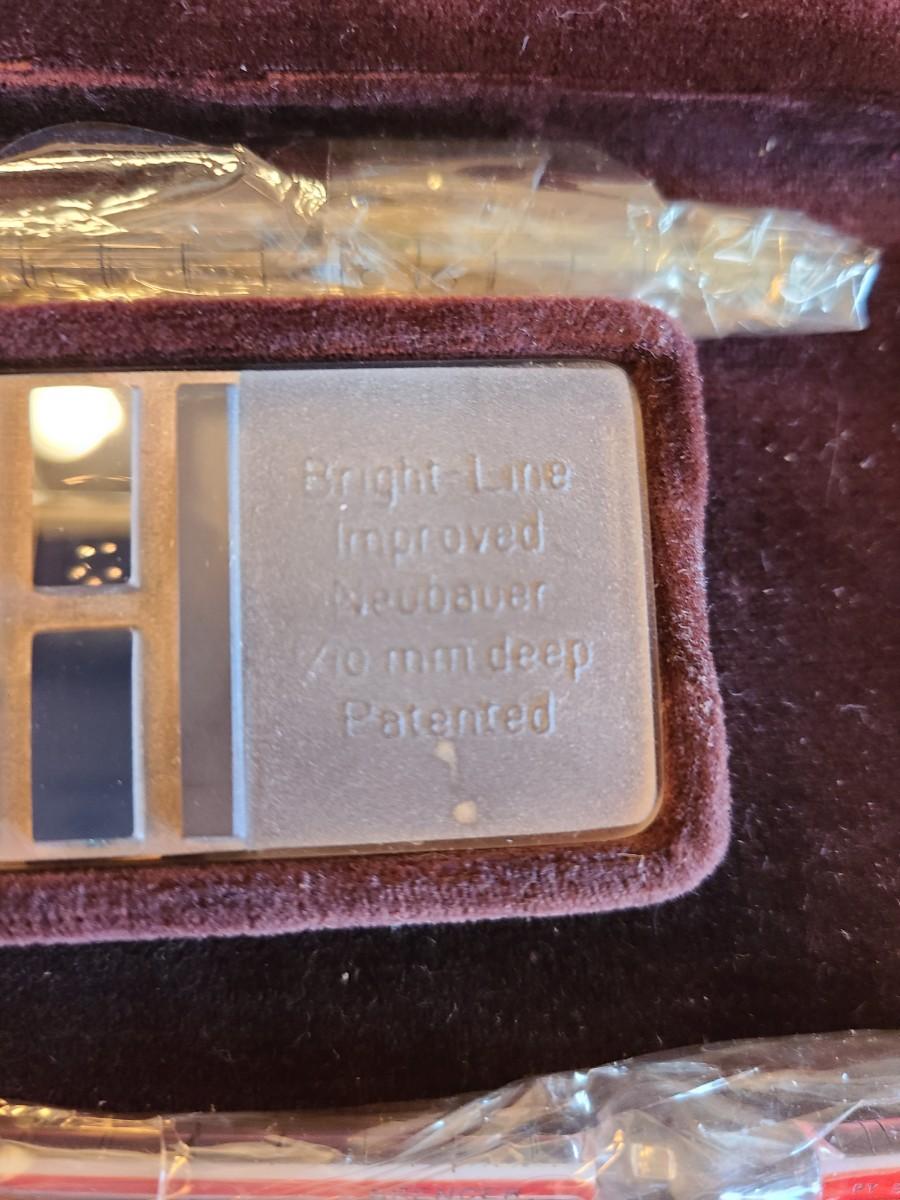 Bright-Line
Improved
Neubauer
1/10 mm deep
Patented